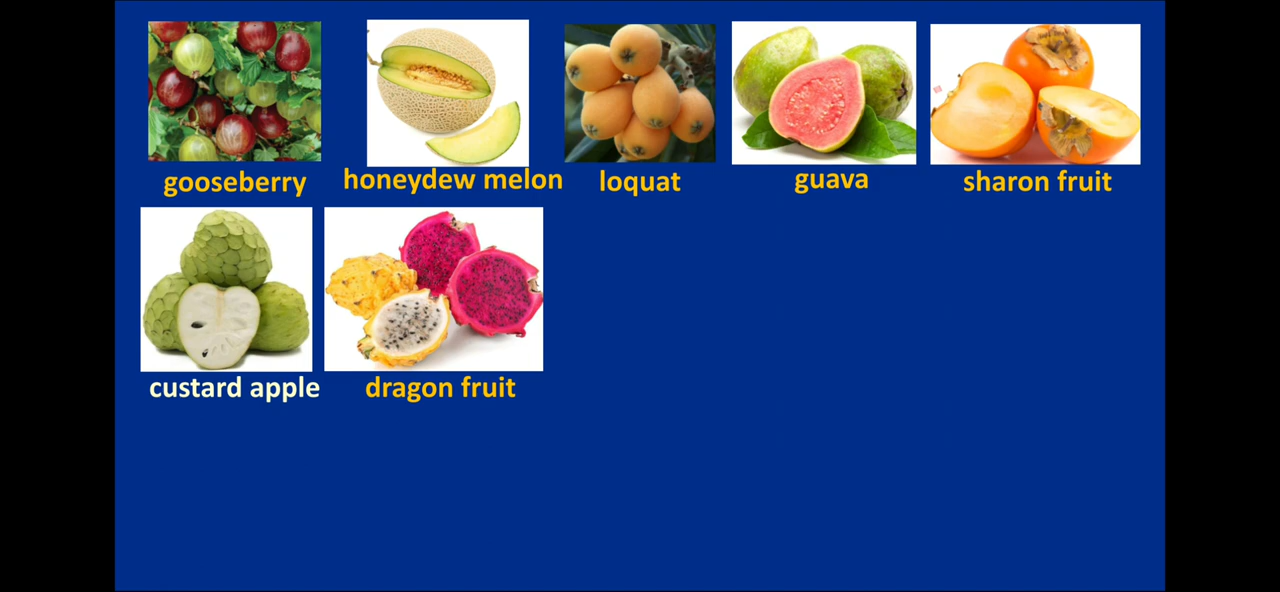 gooseberry
honeydew melon
loquat
guava
sharon fruit
custard apple
dragon fruit